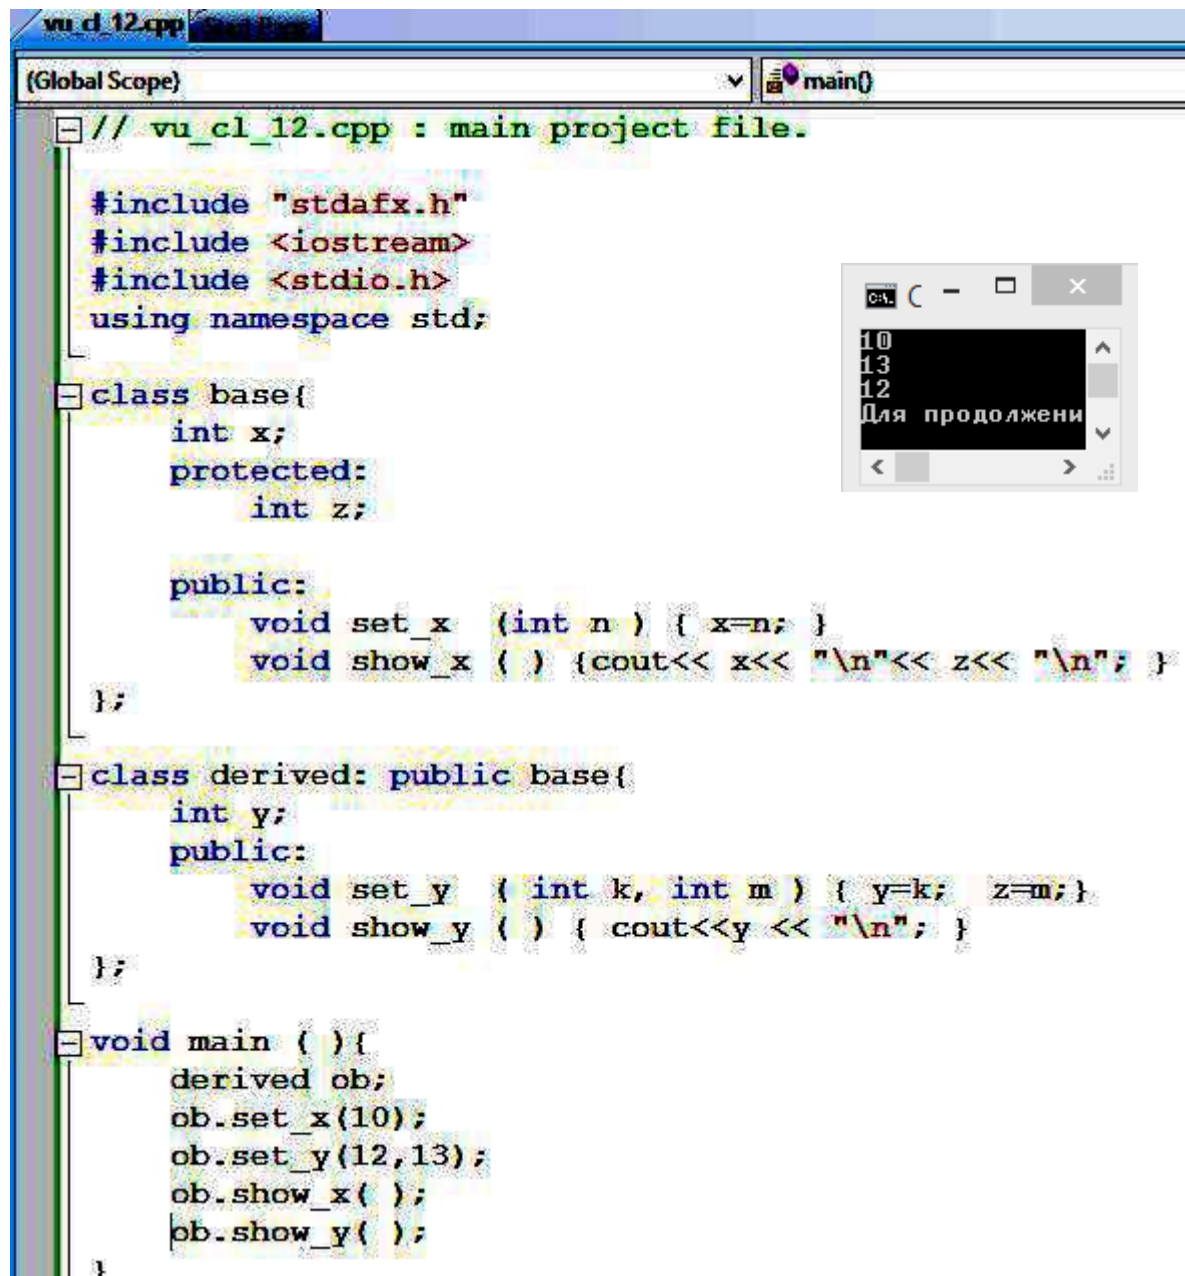 vu_cl_12.cpp Start Page
(Global Scope) main()
// vu_cl_12.cpp : main project file.
#include "stdafx.h"
#include <iostream>
#include <stdio.h>
using namespace std;
class base{
int x;
protected:
int z;
public:
void set_x (int n ) { x=n; }
void show_x ( ) {cout<< x<< "\n"<< z<< "\n"; }
};
class derived: public base{
int y;
public:
void set_y ( int k, int m ) { y=k; z=m;}
void show_y ( ) { cout<<y << "\n"; }
};
void main ( ){
derived ob;
ob.set_x(10);
ob.set_y(12,13);
ob.show_x( );
ob.show_y( );
}
C:\. C
10
13
12
Для продолжени